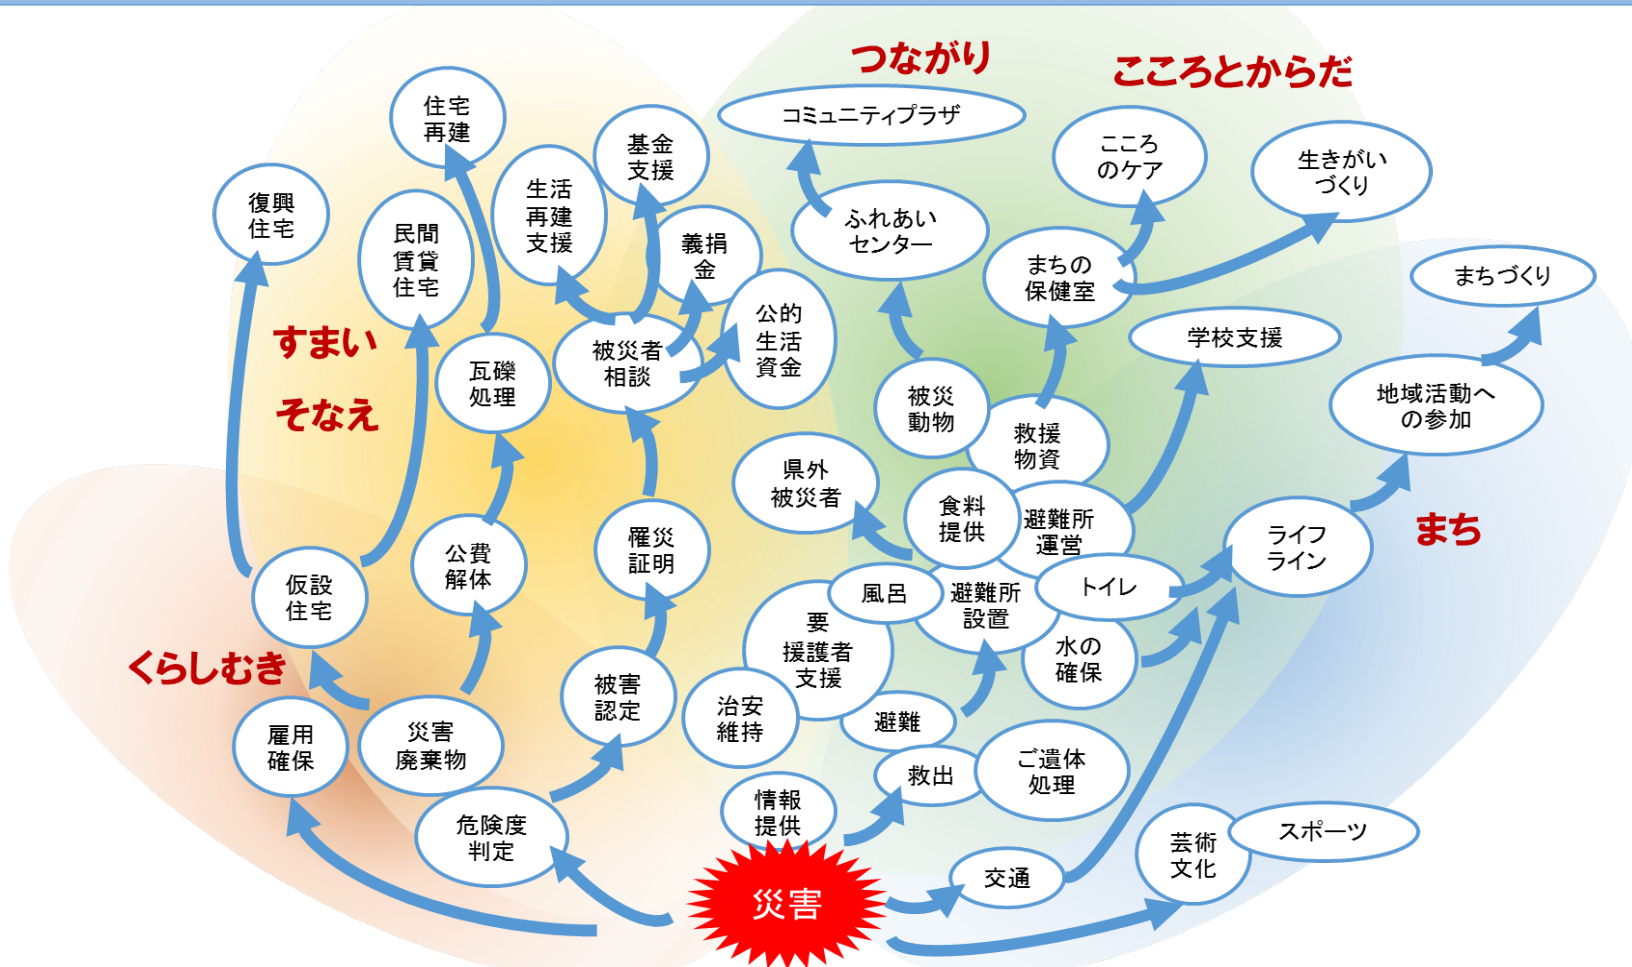 つながり
こころとからだ
コミュニティプラザ
住宅
再建
基金
支援
こころ
のケア
生きがい
づくり
復興
住宅
生活
再建
支援
民間
賃貸
住宅
義捐
金
ふれあい
センター
まちの
保健室
まちづくり
すまい
そなえ
瓦礫
処理
被災者
相談
公的
生活
資金
学校支援
被災
動物
地域活動へ
の参加
救援
物資
県外
被災者
食料
提供
避難所
運営
まち
ライフ
ライン
公費
解体
罹災
証明
仮設
住宅
風呂
避難所
設置
トイレ
要
援護者
支援
水の
確保
くらしむき
被害
認定
治安
維持
避難
雇用
確保
災害
廃棄物
救出
ご遺体
処理
情報
提供
危険度
判定
芸術
文化
スポーツ
交通
災害